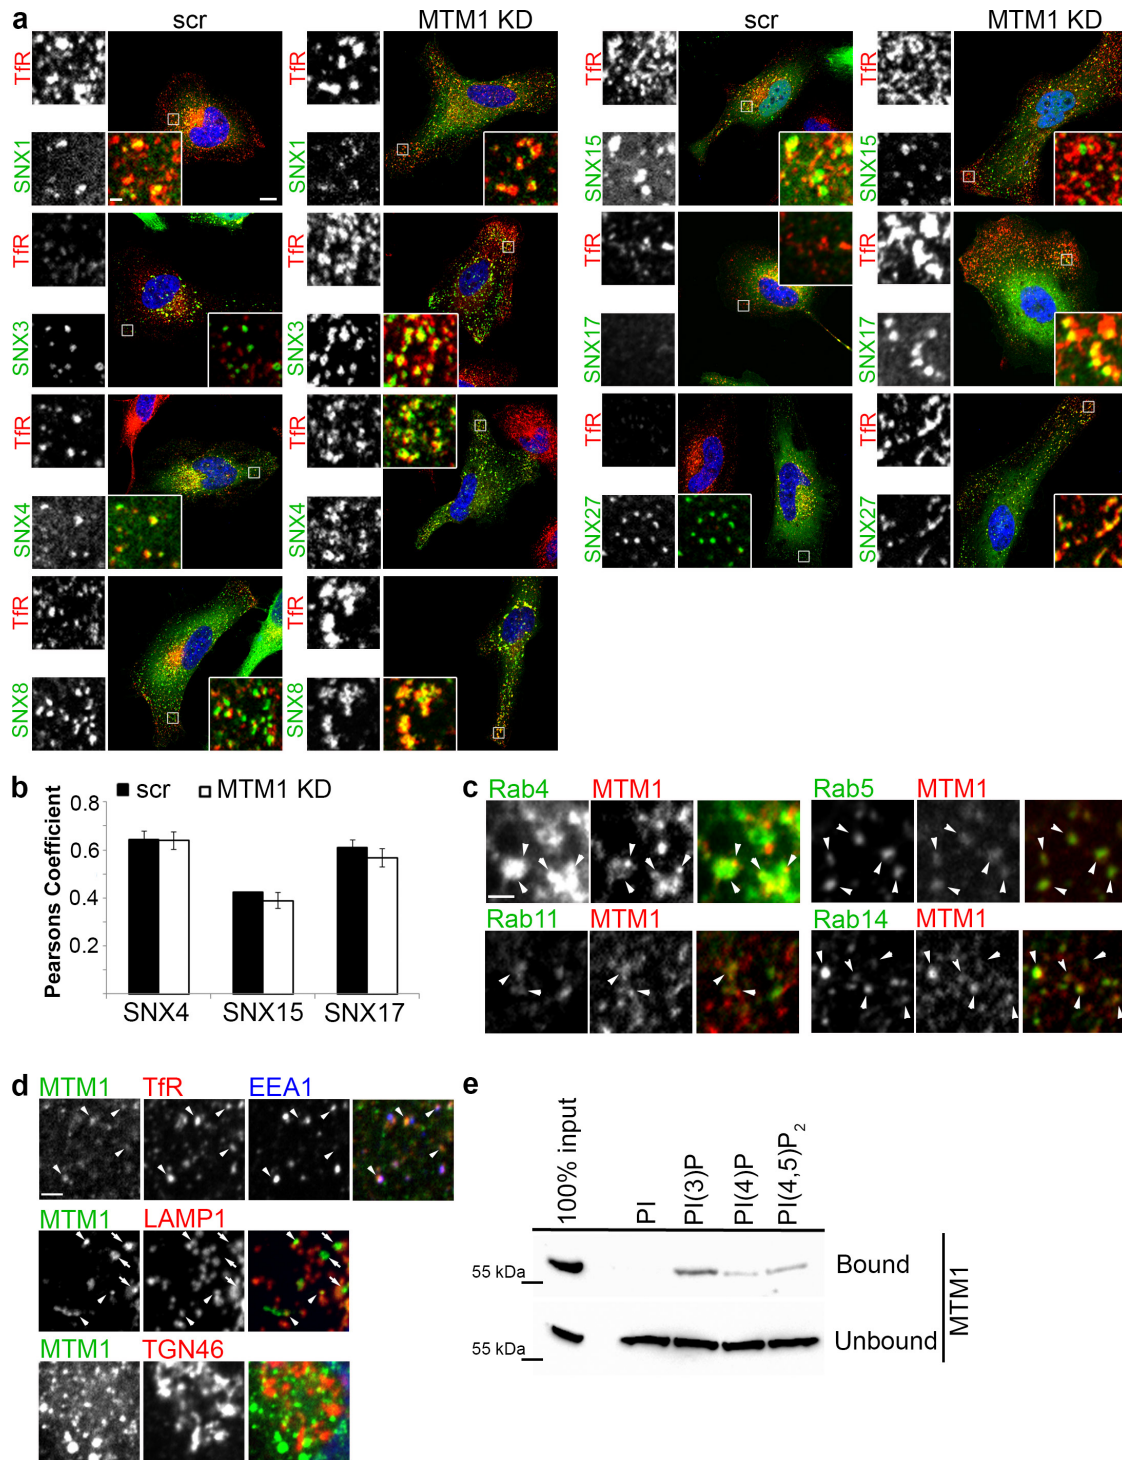 a
scr
MTM1 KD
scr
MTM1 KD
TfR
SNX1
TfR
SNX1
TfR
SNX15
TfR
SNX15
TfR
SNX3
TfR
SNX3
TfR
SNX17
TfR
SNX17
TfR
SNX4
TfR
SNX4
TfR
SNX27
TfR
SNX27
TfR
SNX8
TfR
SNX8
b
scr
MTM1 KD
Pearsons Coefficient
0.8
0.6
0.4
0.2
SNX4
SNX15
SNX17
c
Rab4
MTM1
Rab5
MTM1
Rab11
MTM1
Rab14
MTM1
d
MTM1
TfR
EEA1
MTM1
LAMP1
MTM1
TGN46
e
100% input
PI
PI(3)P
PI(4)P
PI(4,5)P2
55 kDa
Bound
55 kDa
Unbound
MTM1